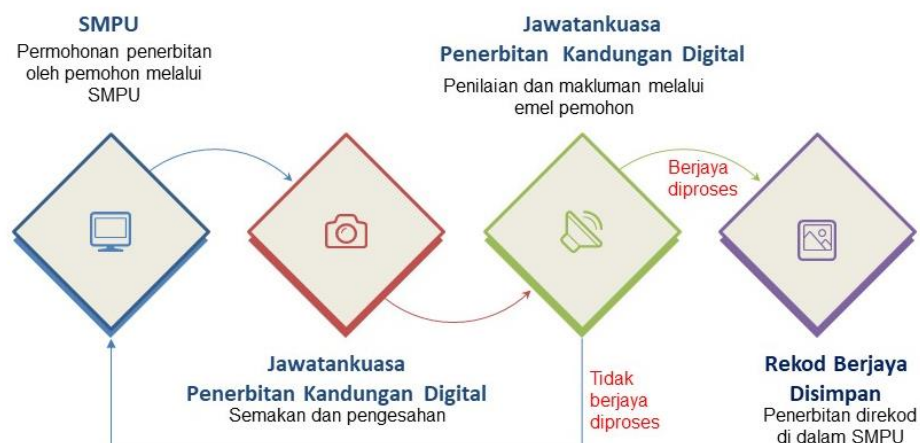 SMPU
Permohonan penerbitan
oleh pemohon melalui
SMPU
Jawatankuasa
Penerbitan Kandungan Digital
Penilaian dan makluman melalui
emel pemohon
Berjaya
diproses
Jawatankuasa
Penerbitan Kandungan Digital
Semakan dan pengesahan
Tidak
berjaya
diproses
Rekod Berjaya
Disimpan
Penerbitan direkod
di dalam SMPU